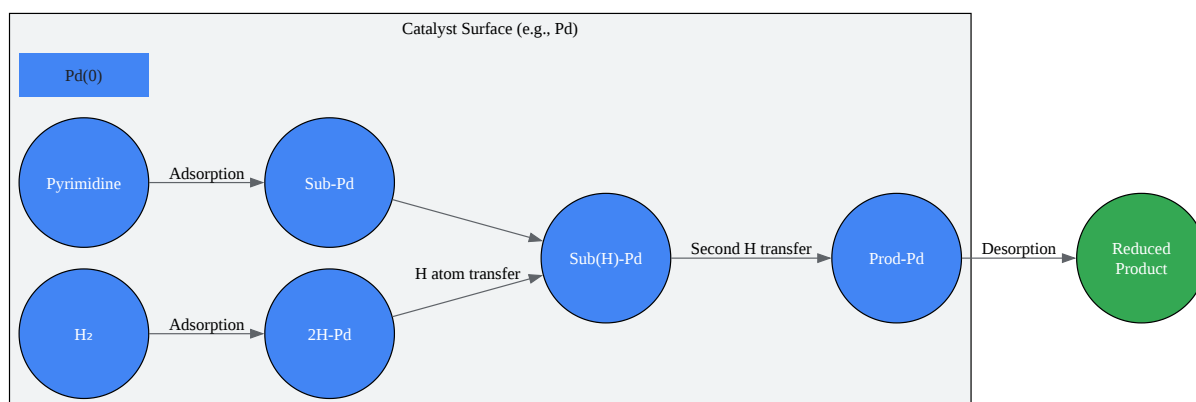 Catalyst Surface (e.g., Pd)
Pd(0)
Pyrimidine
Adsorption
Sub-Pd
H₂
Adsorption
2H-Pd
H atom transfer
Sub(H)-Pd
Second H transfer
Prod-Pd
Desorption
Reduced
Product